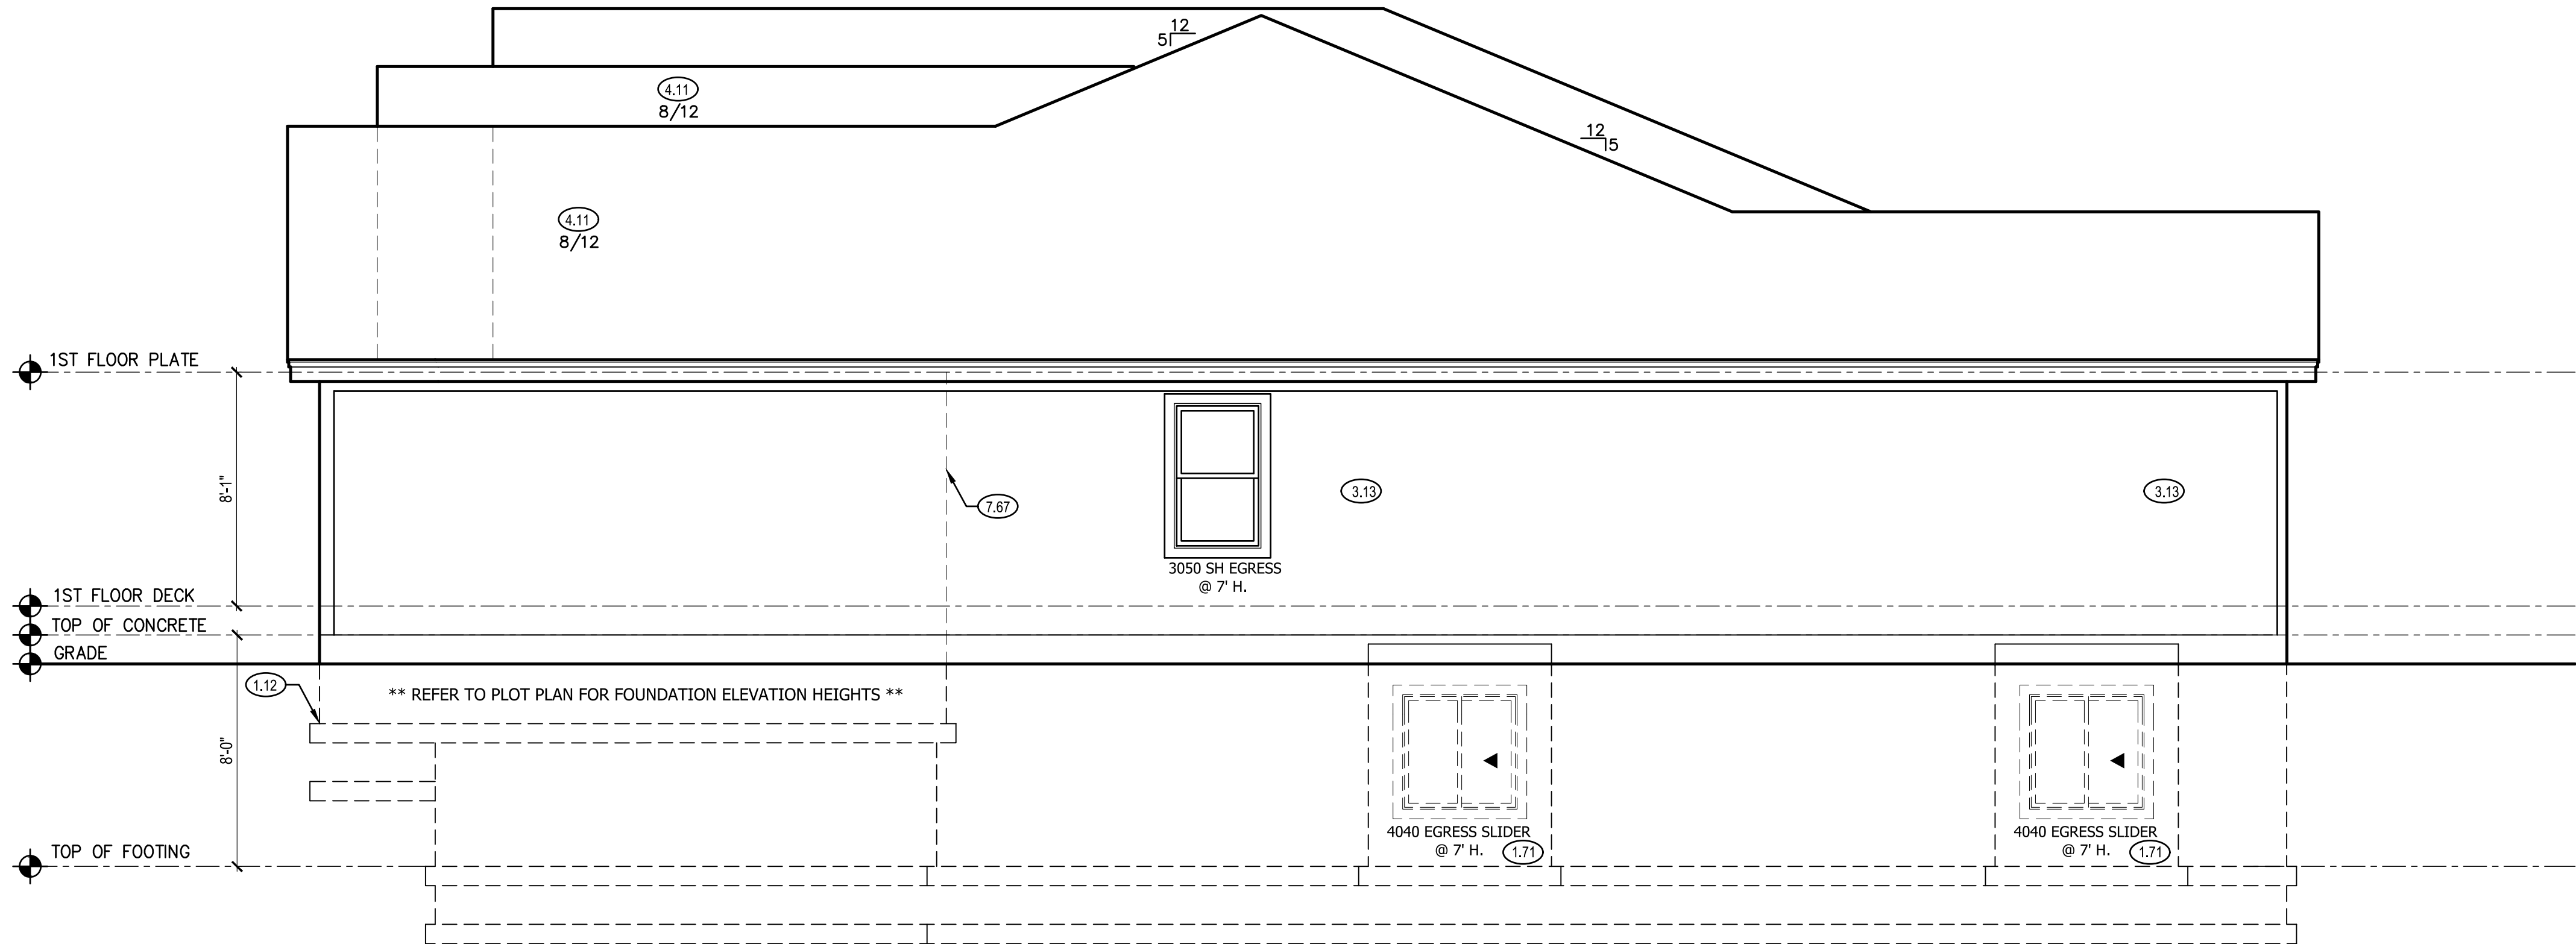 12
5
4.11
8/12
12
5
4.11
8/12
1ST FLOOR PLATE
8'-1"
3.13
3.13
7.67
3050 SH EGRESS
@ 7' H.
1ST FLOOR DECK
TOP OF CONCRETE
GRADE
1.12
** REFER TO PLOT PLAN FOR FOUNDATION ELEVATION HEIGHTS **
8'-0"
4040 EGRESS SLIDER
@ 7' H.
1.71
4040 EGRESS SLIDER
@ 7' H.
1.71
TOP OF FOOTING